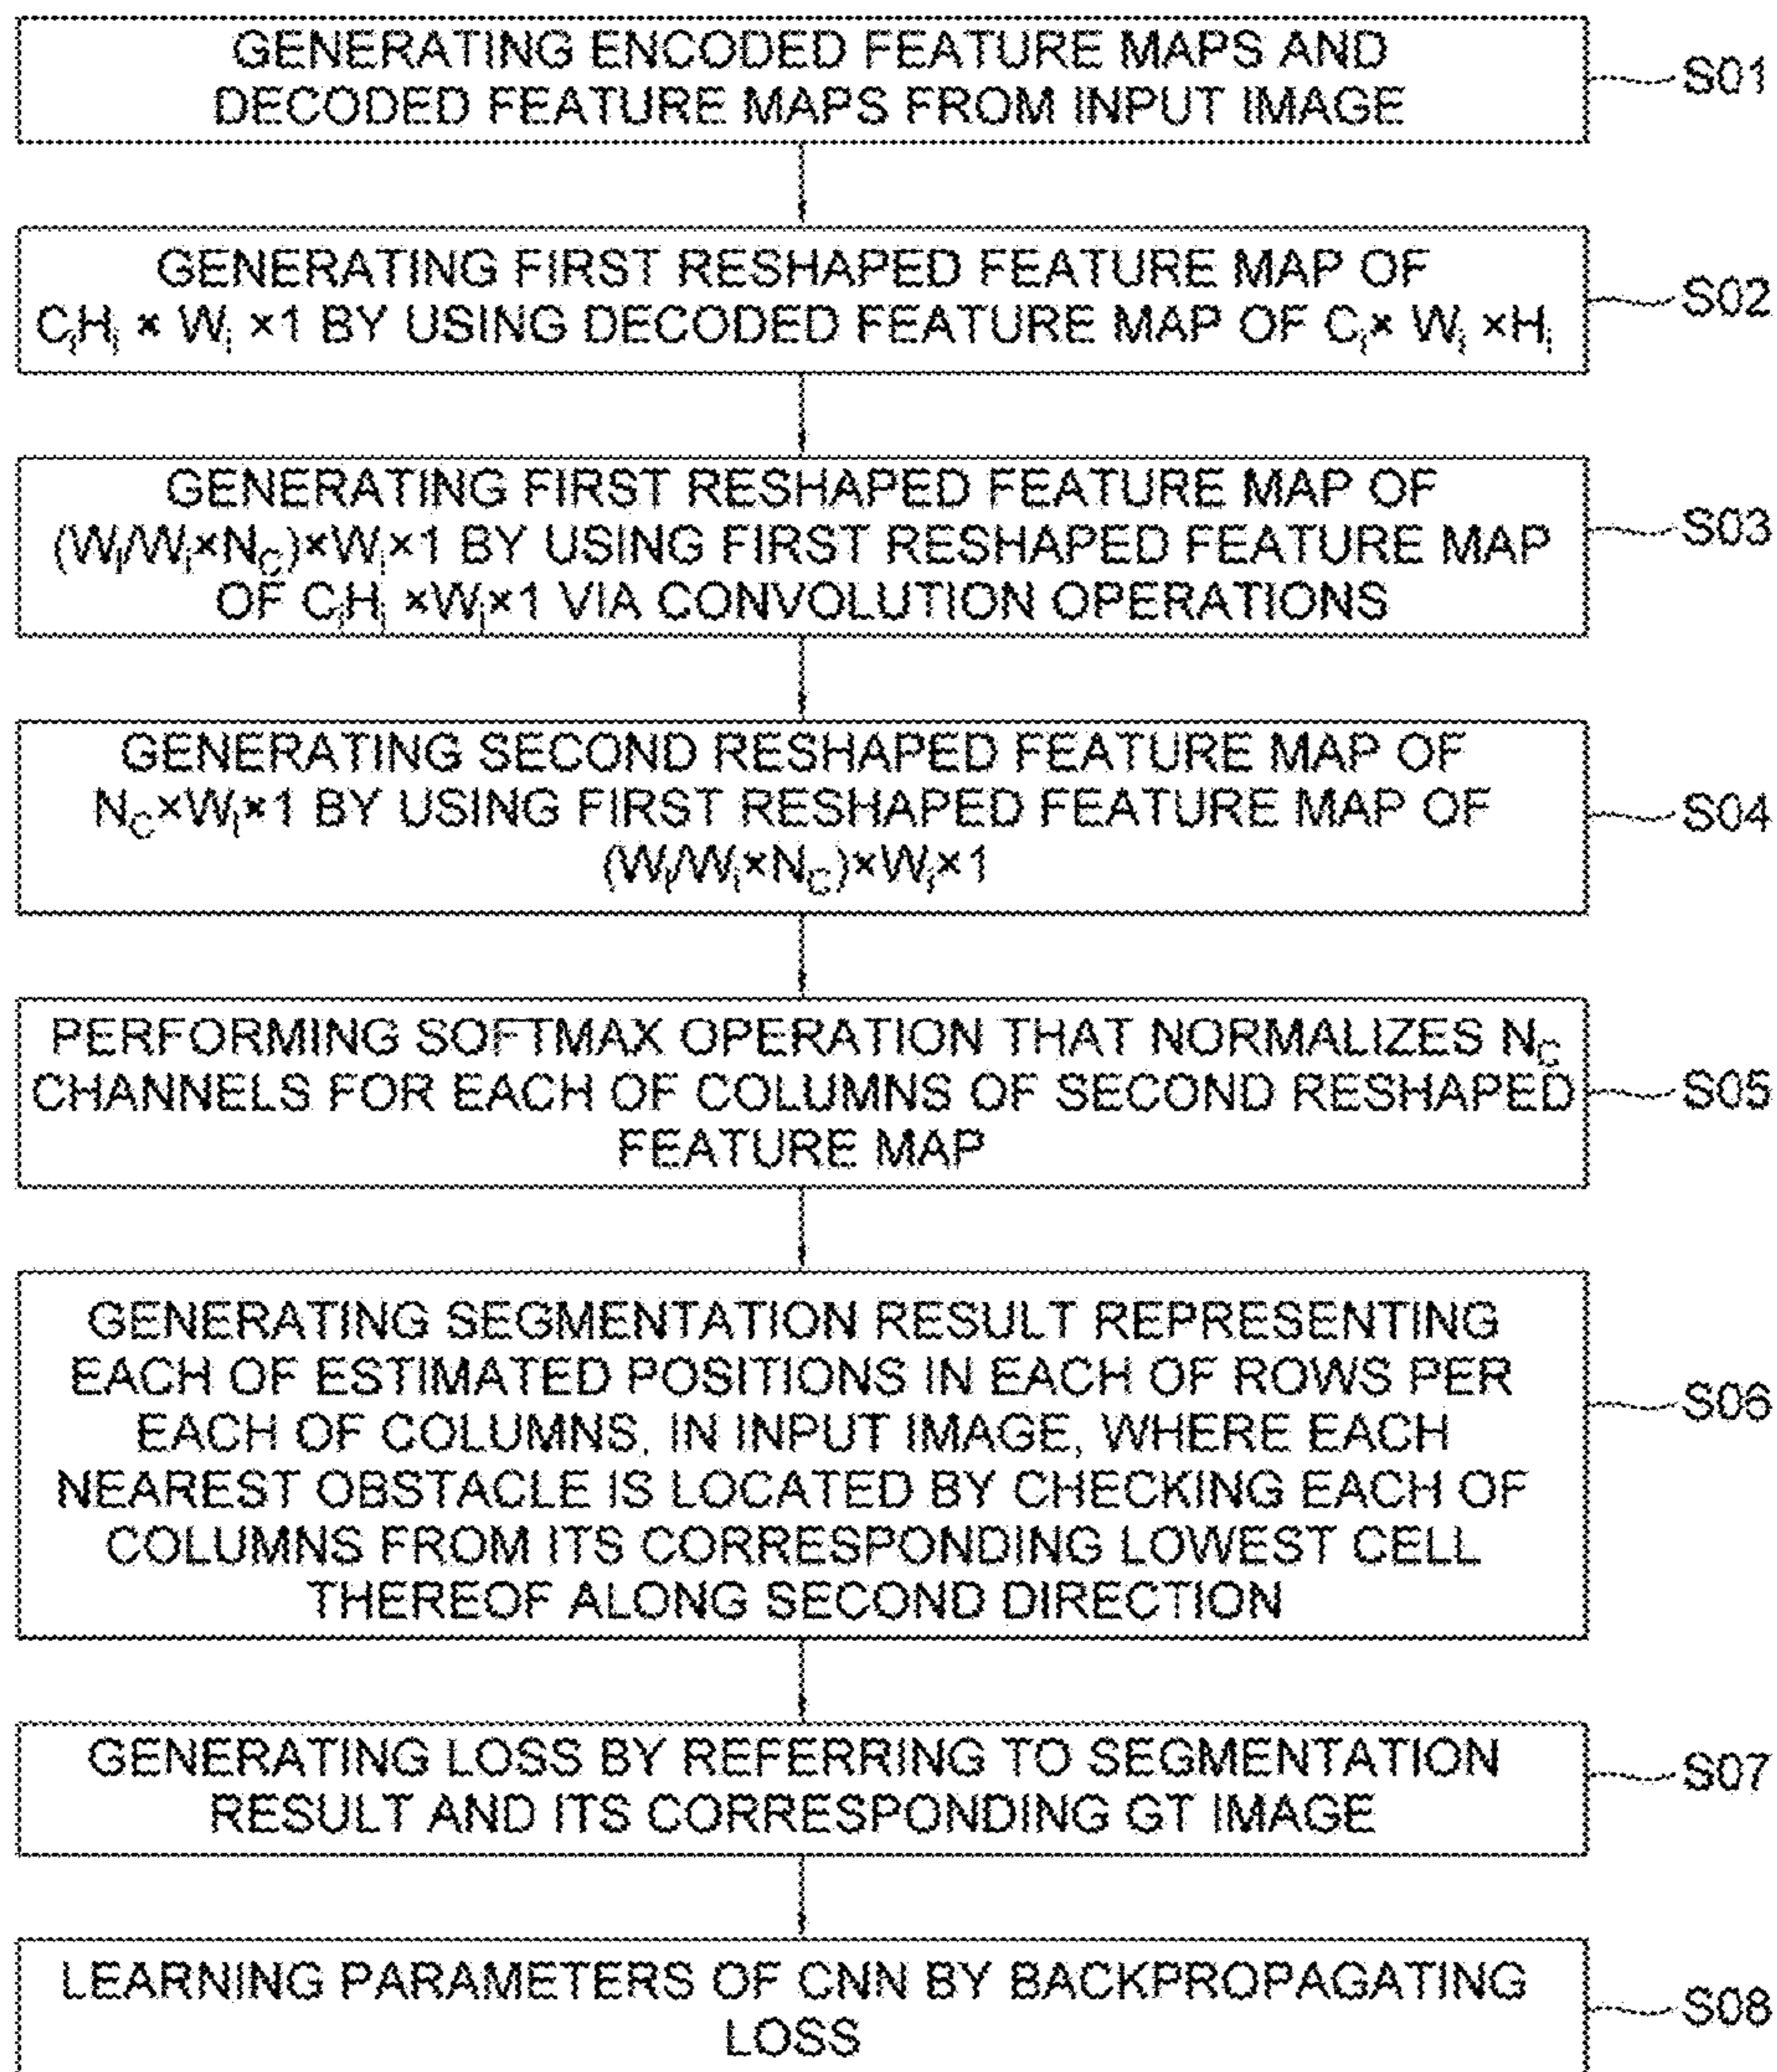 GENERATING ENCODED FEATURE MAPS AND
DECODED FEATURE MAPS FROM INPUT IMAGE
S01
GENERATING FIRST RESHAPED FEATURE MAP OF
CᵢHᵢ × Wᵢ ×1 BY USING DECODED FEATURE MAP OF Cᵢ× Wᵢ ×Hᵢ
S02
GENERATING FIRST RESHAPED FEATURE MAP OF
(Wₗ/Wᵢ×N_C)×Wᵢ×1 BY USING FIRST RESHAPED FEATURE MAP
OF CᵢHᵢ ×Wᵢ×1 VIA CONVOLUTION OPERATIONS
S03
GENERATING SECOND RESHAPED FEATURE MAP OF
N_C×Wₗ×1 BY USING FIRST RESHAPED FEATURE MAP OF
(Wₗ/Wᵢ×N_C)×Wᵢ×1
S04
PERFORMING SOFTMAX OPERATION THAT NORMALIZES N_C
CHANNELS FOR EACH OF COLUMNS OF SECOND RESHAPED
FEATURE MAP
S05
GENERATING SEGMENTATION RESULT REPRESENTING
EACH OF ESTIMATED POSITIONS IN EACH OF ROWS PER
EACH OF COLUMNS, IN INPUT IMAGE, WHERE EACH
NEAREST OBSTACLE IS LOCATED BY CHECKING EACH OF
COLUMNS FROM ITS CORRESPONDING LOWEST CELL
THEREOF ALONG SECOND DIRECTION
S06
GENERATING LOSS BY REFERRING TO SEGMENTATION
RESULT AND ITS CORRESPONDING GT IMAGE
S07
LEARNING PARAMETERS OF CNN BY BACKPROPAGATING
LOSS
S08